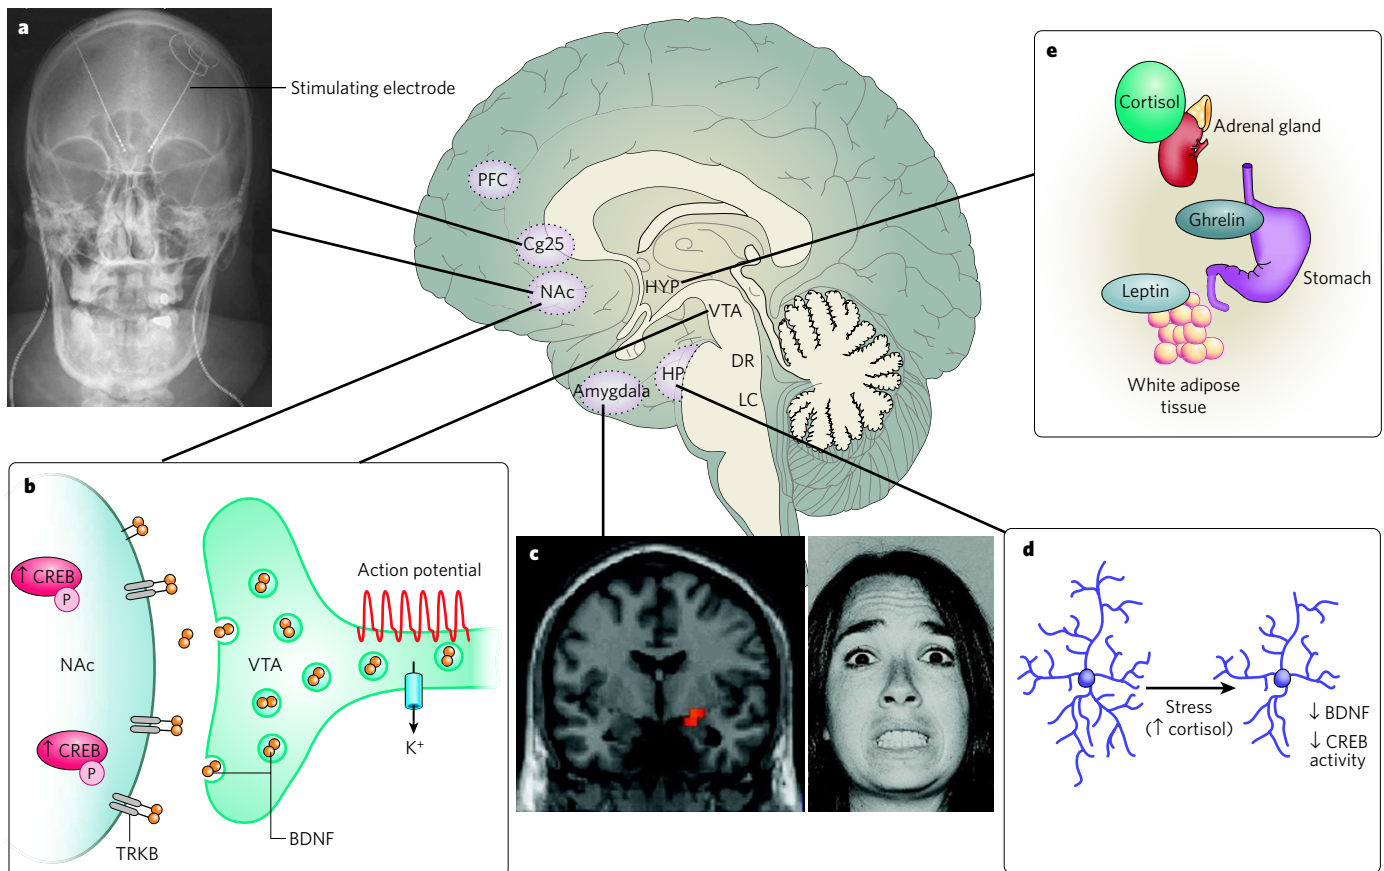 a
Stimulating electrode
PFC
Cg25
NAc
HYP
VTA
DR
LC
HP
Amygdala
e
Cortisol
Adrenal gland
Ghrelin
Stomach
Leptin
White adipose
tissue
b
↑ CREB
P
NAc
↑ CREB
P
TRKB
VTA
BDNF
Action potential
K⁺
c
d
Stress
(↑ cortisol)
↓ BDNF
↓ CREB
activity